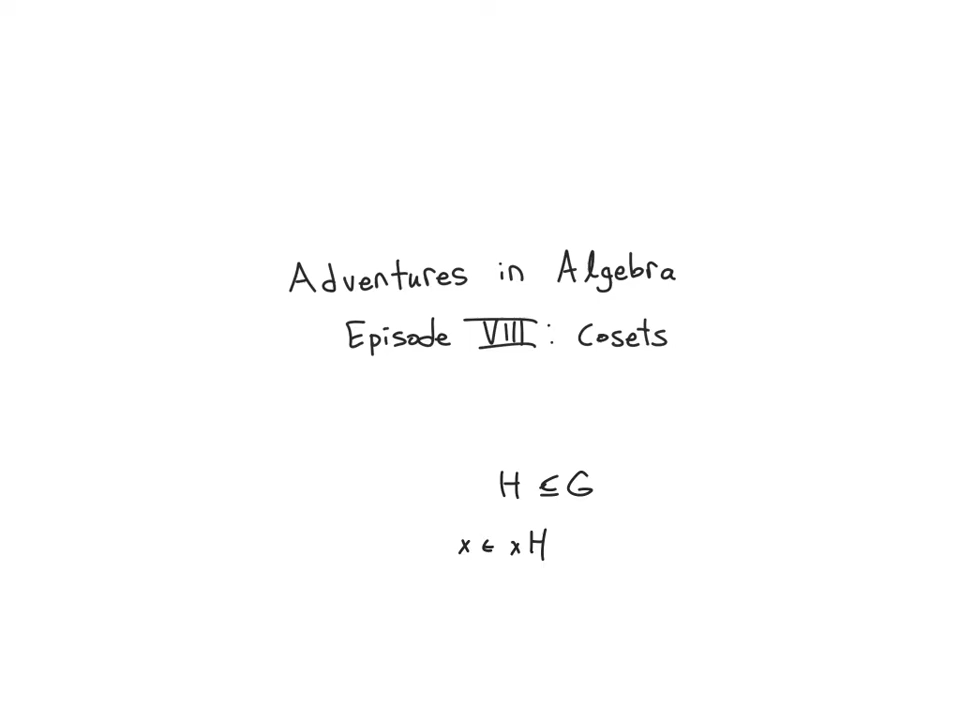 Adventures in Algebra
Episode VIII: Cosets
H ≤ G
x ∈ xH